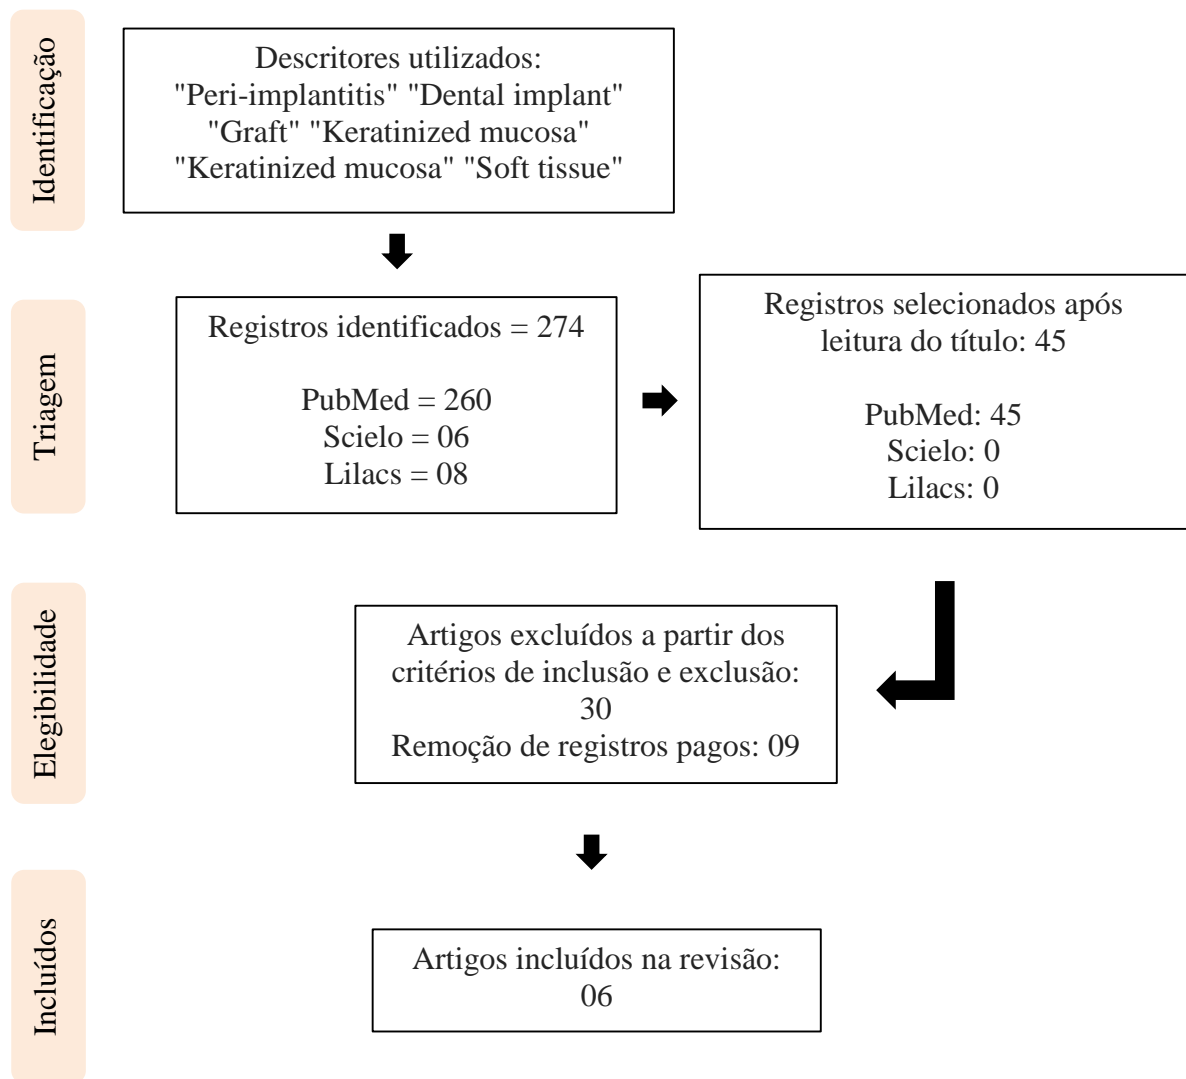 Identificação
Descritores utilizados:
"Peri-implantitis" "Dental implant"
"Graft" "Keratinized mucosa"
"Keratinized mucosa" "Soft tissue"
Triagem
Registros identificados = 274
PubMed = 260
Scielo = 06
Lilacs = 08
Registros selecionados após
leitura do título: 45
PubMed: 45
Scielo: 0
Lilacs: 0
Elegibilidade
Artigos excluídos a partir dos
critérios de inclusão e exclusão:
30
Remoção de registros pagos: 09
Incluídos
Artigos incluídos na revisão:
06